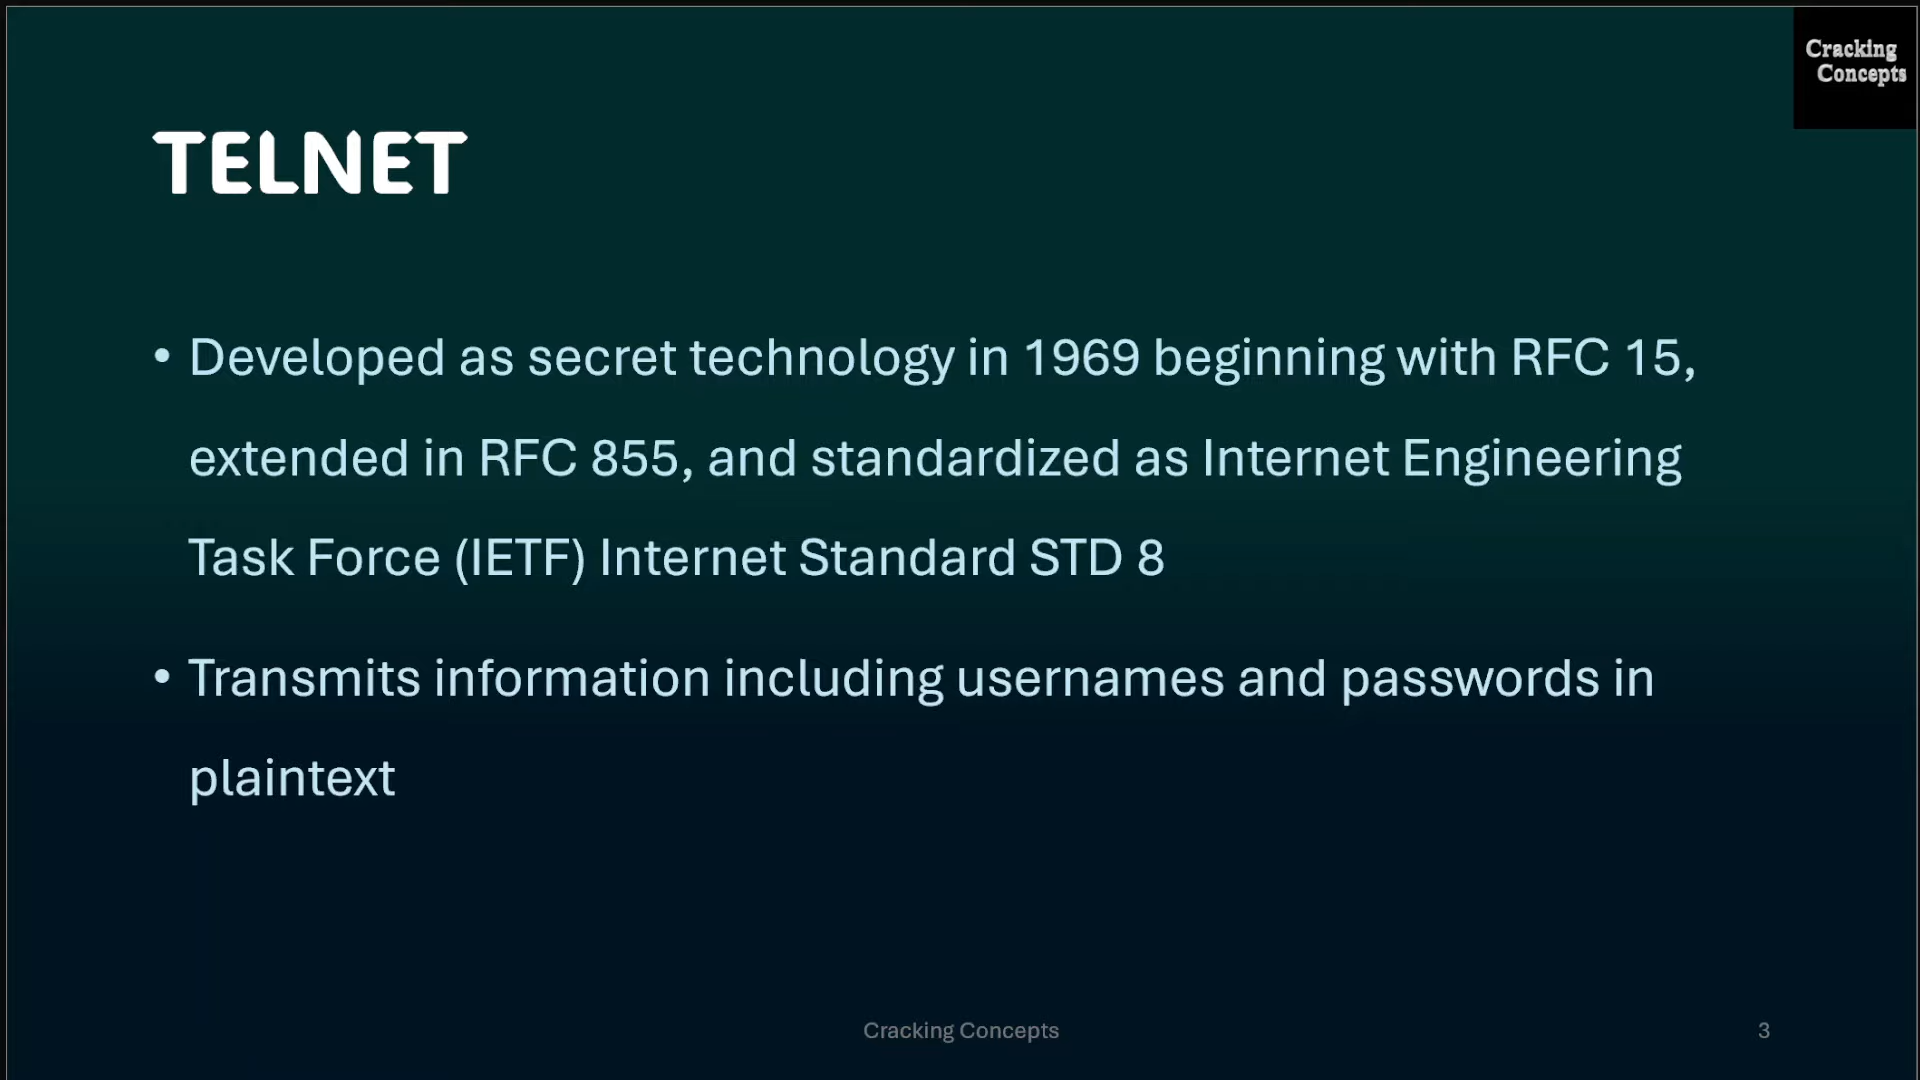 Cracking
Concepts
TELNET
• Developed as secret technology in 1969 beginning with RFC 15,
extended in RFC 855, and standardized as Internet Engineering
Task Force (IETF) Internet Standard STD 8
• Transmits information including usernames and passwords in
plaintext
Cracking Concepts
3